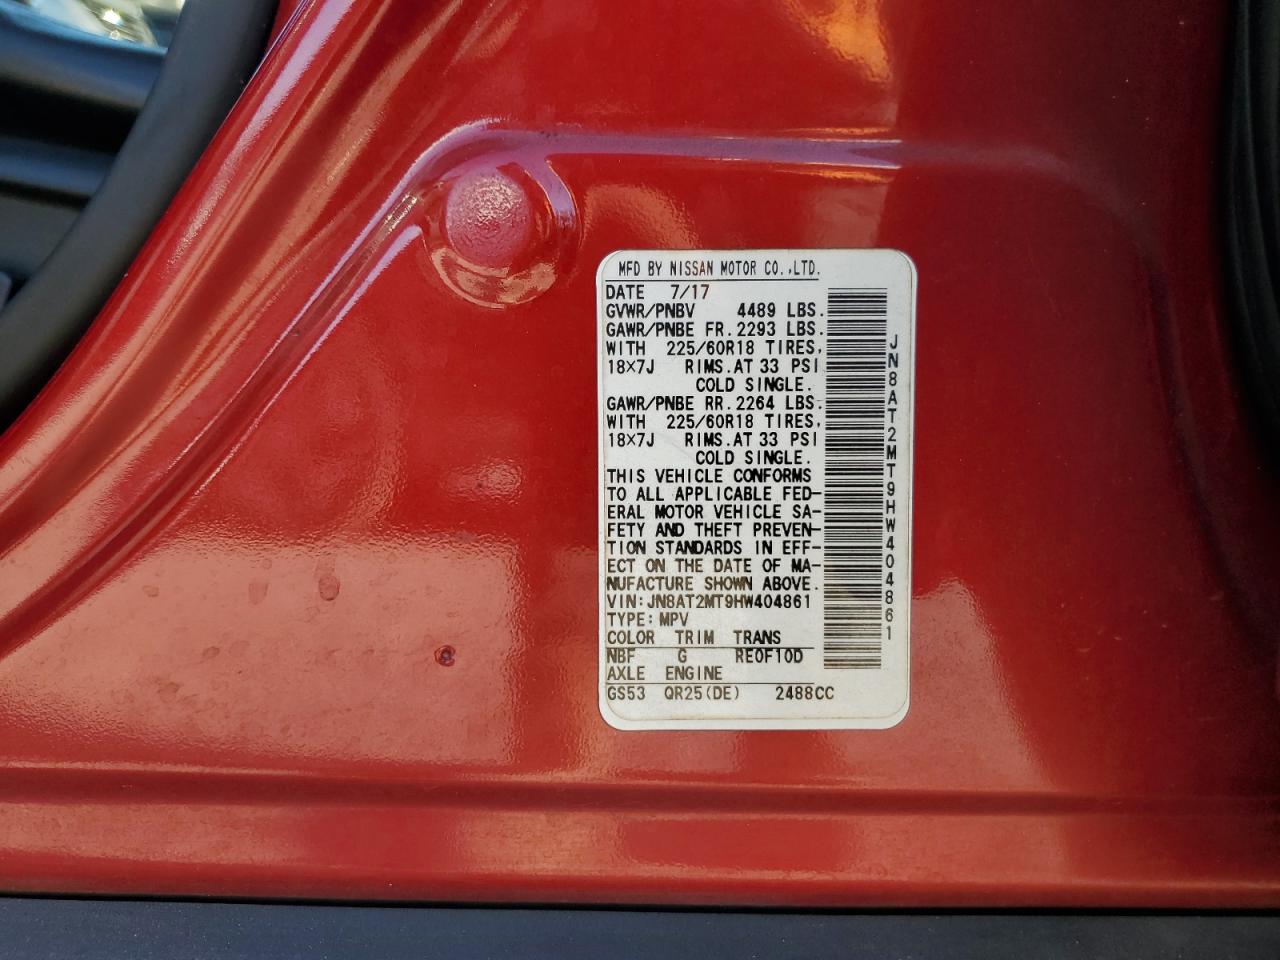 MFD BY NISSAN MOTOR CO.,LTD.
DATE 7/17
GVWR/PNBV 4489 LBS.
GAWR/PNBE FR.2293 LBS.
WITH 225/60R18 TIRES,
18×7J RIMS.AT 33 PSI
COLD SINGLE.
GAWR/PNBE RR.2264 LBS.
WITH 225/60R18 TIRES,
18×7J RIMS.AT 33 PSI
COLD SINGLE.
THIS VEHICLE CONFORMS
TO ALL APPLICABLE FED-
ERAL MOTOR VEHICLE SA-
FETY AND THEFT PREVEN-
TION STANDARDS IN EFF-
ECT ON THE DATE OF MA-
NUFACTURE SHOWN ABOVE.
VIN:JN8AT2MT9HW404861
TYPE:MPV
COLOR TRIM TRANS
NBF G RE0F10D
AXLE ENGINE
GS53 QR25(DE) 2488CC
JN8AT2MT9HW404861